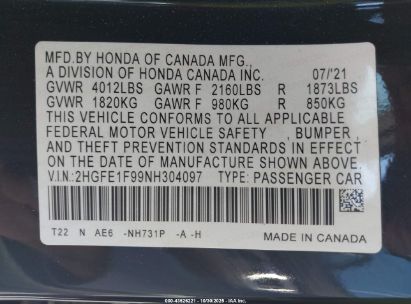 MFD.BY HONDA OF CANADA MFG.,
A DIVISION OF HONDA CANADA INC. 07/'21
GVWR 4012LBS GAWR F 2160LBS R 1873LBS
GVWR 1820KG GAWR F 980KG R 850KG
THIS VEHICLE CONFORMS TO ALL APPLICABLE
FEDERAL MOTOR VEHICLE SAFETY , BUMPER ,
AND THEFT PREVENTION STANDARDS IN EFFECT ON THE
DATE OF MANUFACTURE SHOWN ABOVE.
V.I.N.:2HGFE1F99NH304097 TYPE: PASSENGER CAR
T22 N AE6 -NH731P -A -H
MADE IN CANADA